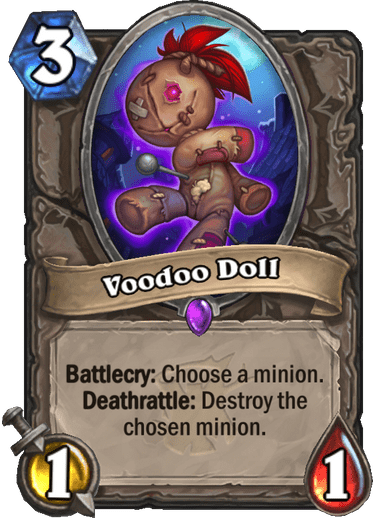 3
Voodoo Doll
Battlecry: Choose a minion.
Deathrattle: Destroy the
chosen minion.
1
1